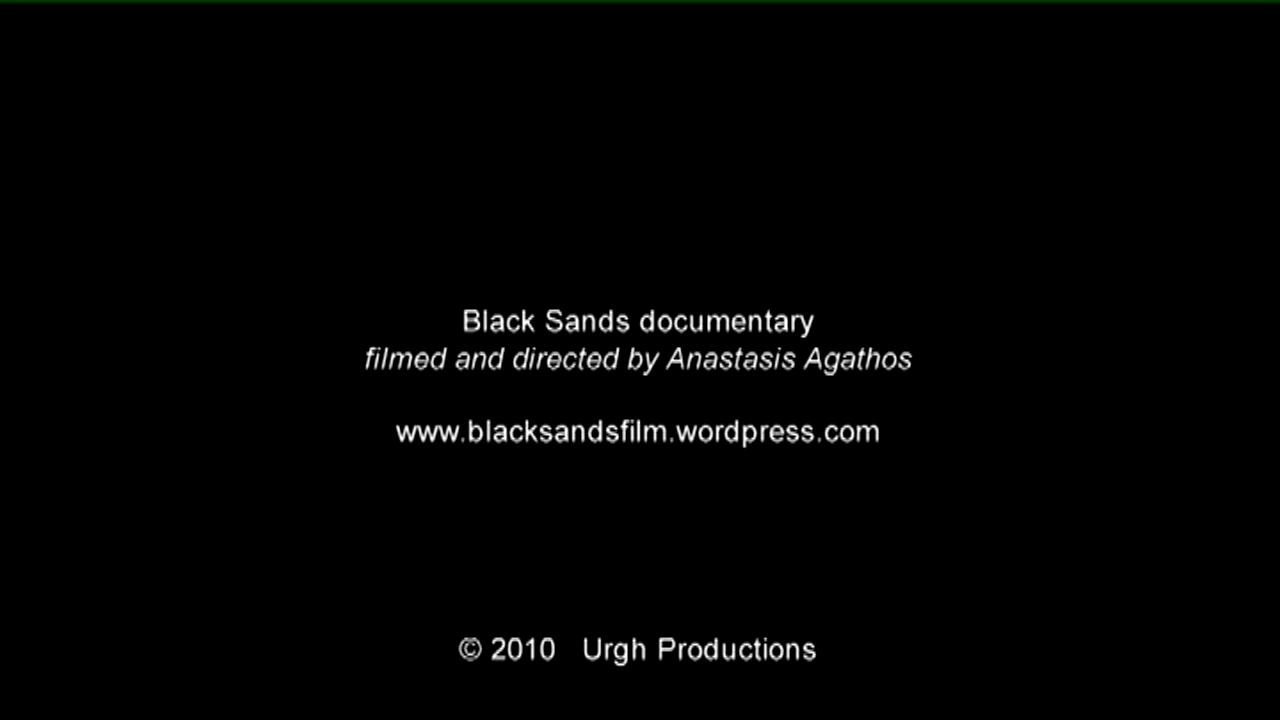 Black Sands documentary
filmed and directed by Anastasis Agathos
www.blacksandsfilm.wordpress.com
© 2010 Urgh Productions